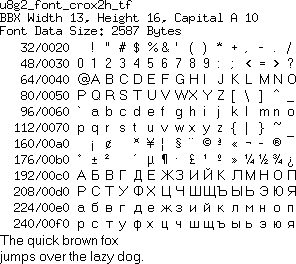 u8g2_font_crox2h_tf
BBX Width 13, Height 16, Capital A 10
Font Data Size: 2587 Bytes
32/0020 ! " # $ % & ' ( ) * + , - . /
48/0030 0 1 2 3 4 5 6 7 8 9 : ; < = > ?
64/0040 @ A B C D E F G H I J K L M N O
80/0050 P Q R S T U V W X Y Z [ \ ] ^ _
96/0060 ` a b c d e f g h i j k l m n o
112/0070 p q r s t u v w x y z { | } ~
160/00a0 ¡ ¢ £ ¤ ¥ ¦ § ¨ © ª « ¬ - ®
176/00b0 ° ± ² ´ µ ¶ · £ ¹ º » ¼ ½ ¾ ¿
192/00c0 А Б В Г Д Е Ж З И Й К Л М Н О П
208/00d0 Р С Т У Ф Х Ц Ч Ш Щ Ъ Ы Ь Э Ю Я
224/00e0 а б в г д е ж з и й к л м н о п
240/00f0 р с т у ф х ц ч ш щ ъ ы ь э ю я
The quick brown fox
jumps over the lazy dog.